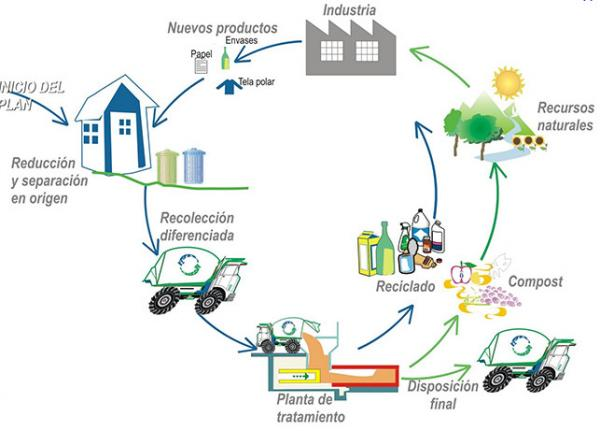 Industria
Nuevos productos
Envases
Papel
Tela polar
INICIO DEL
PLAN
Recursos
naturales
Reducción
y separación
en origen
Recolección
diferenciada
Reciclado
Compost
Planta de
tratamiento
Disposición
final